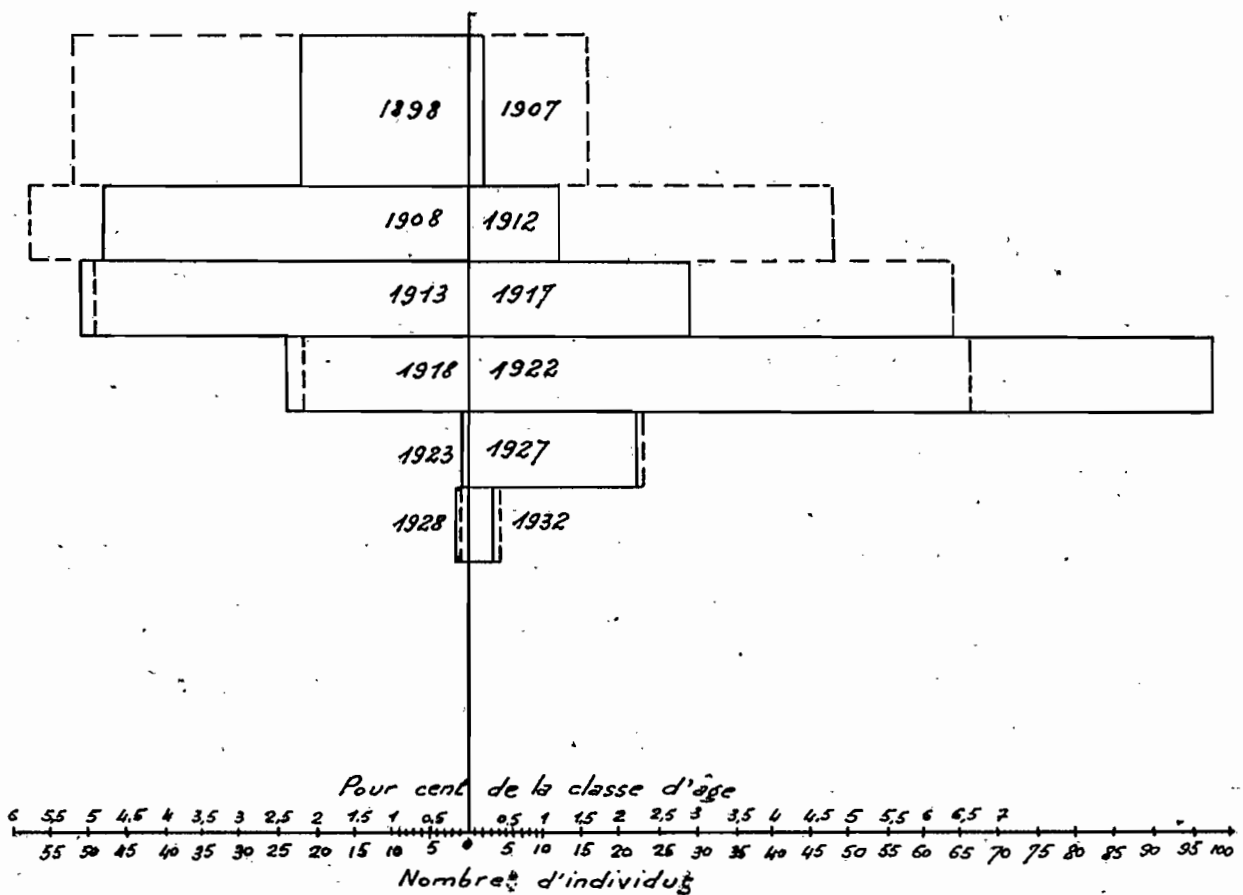 1898 1907
1908 1912
1913 1917
1918 1922
1923 1927
1928 1932
Pour cent de la classe d'âge
6 5,5 5 4,5 4 3,5 3 2,5 2 1,5 1 0,5 0,5 1 1,5 2 2,5 3 3,5 4 4,5 5 5,5 6 6,5 7
55 50 45 40 35 30 25 20 15 10 5 0 5 10 15 20 25 30 35 40 45 50 55 60 65 70 75 80 85 90 95 100
Nombres d'individus